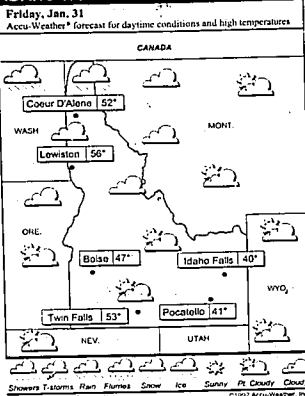 Friday, Jan. 31
Accu-Weather® forecast for daytime conditions and high temperatures
CANADA
Coeur D'Alene 52°
WASH
MONT.
Lewiston 56°
ORE.
Boise 47°
Idaho Falls 40°
WYO.
Twin Falls 53°
Pocatello 41°
NEV.
UTAH
Showers T-storms Rain Flurries Snow Ice Sunny Pt. Cloudy Cloudy